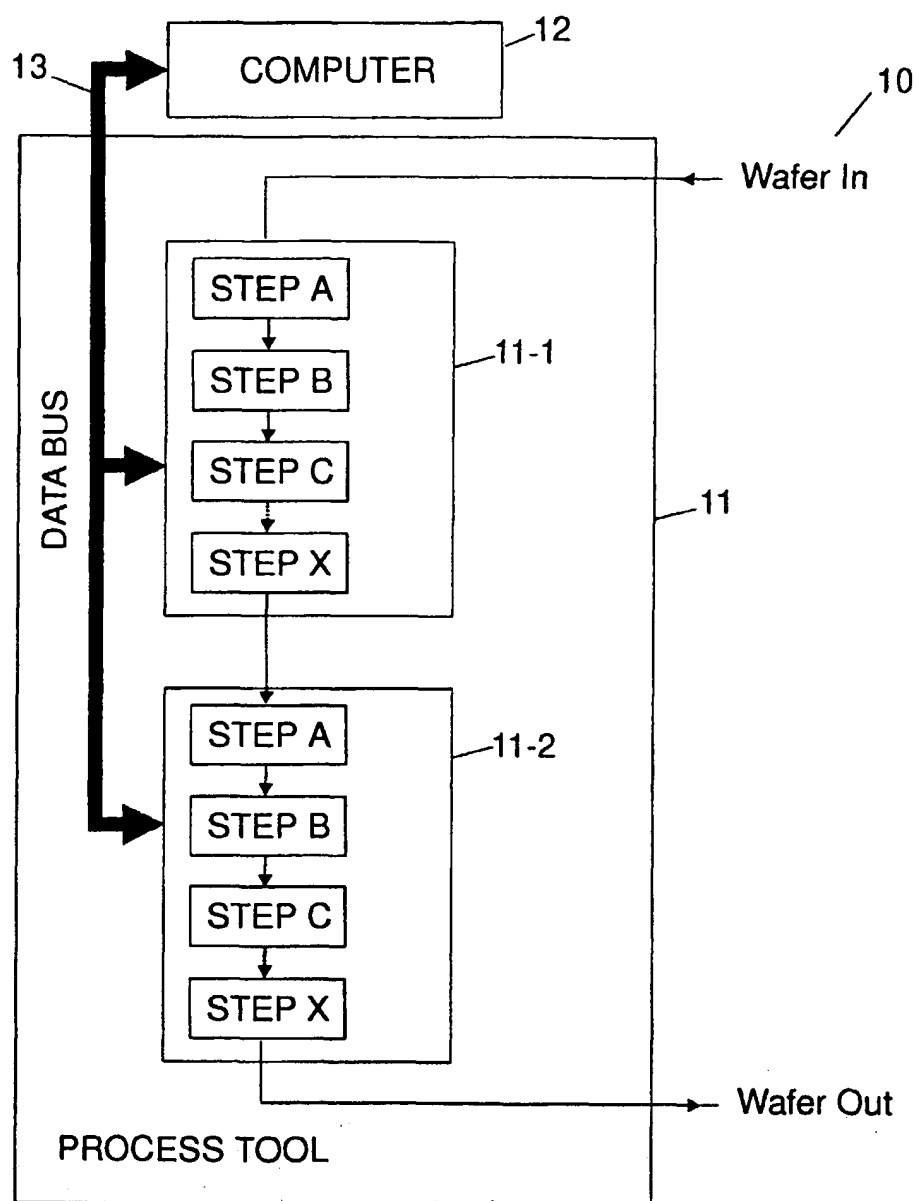 12
13
COMPUTER
10
Wafer In
STEP A
11-1
STEP B
DATA BUS
STEP C
11
STEP X
STEP A
11-2
STEP B
STEP C
STEP X
Wafer Out
PROCESS TOOL